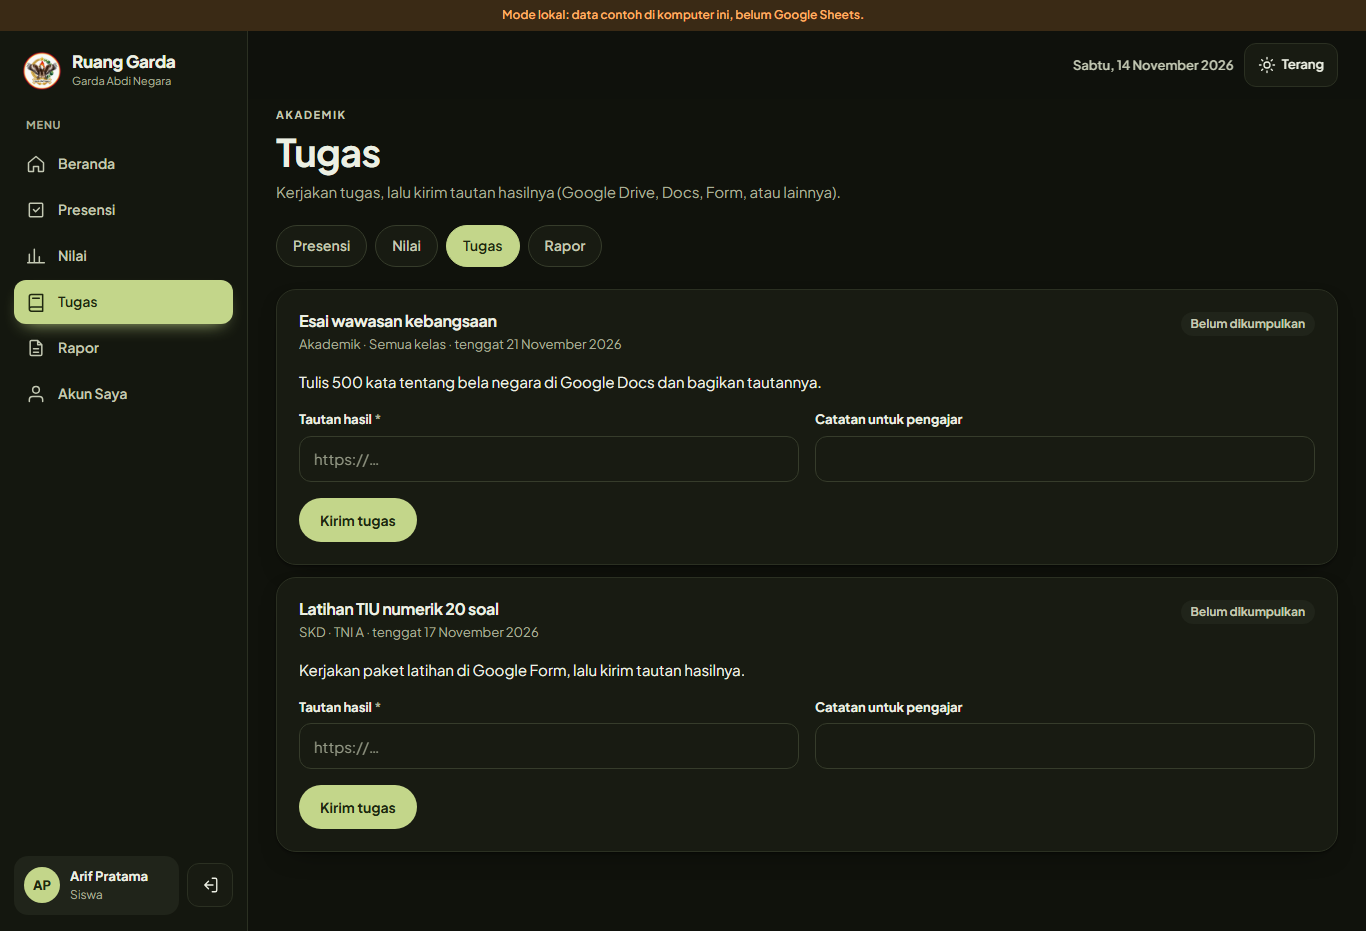 Mode lokal: data contoh di komputer ini, belum Google Sheets.
Ruang Garda
Garda Abdi Negara
MENU
Beranda
Presensi
Nilai
Tugas
Rapor
Akun Saya
AP
Arif Pratama
Siswa
Sabtu, 14 November 2026
Terang
AKADEMIK
Tugas
Kerjakan tugas, lalu kirim tautan hasilnya (Google Drive, Docs, Form, atau lainnya).
Presensi
Nilai
Tugas
Rapor
Esai wawasan kebangsaan
Belum dikumpulkan
Akademik · Semua kelas · tenggat 21 November 2026
Tulis 500 kata tentang bela negara di Google Docs dan bagikan tautannya.
Tautan hasil *
Catatan untuk pengajar
https://…
Kirim tugas
Latihan TIU numerik 20 soal
Belum dikumpulkan
SKD · TNI A · tenggat 17 November 2026
Kerjakan paket latihan di Google Form, lalu kirim tautan hasilnya.
Tautan hasil *
Catatan untuk pengajar
https://…
Kirim tugas